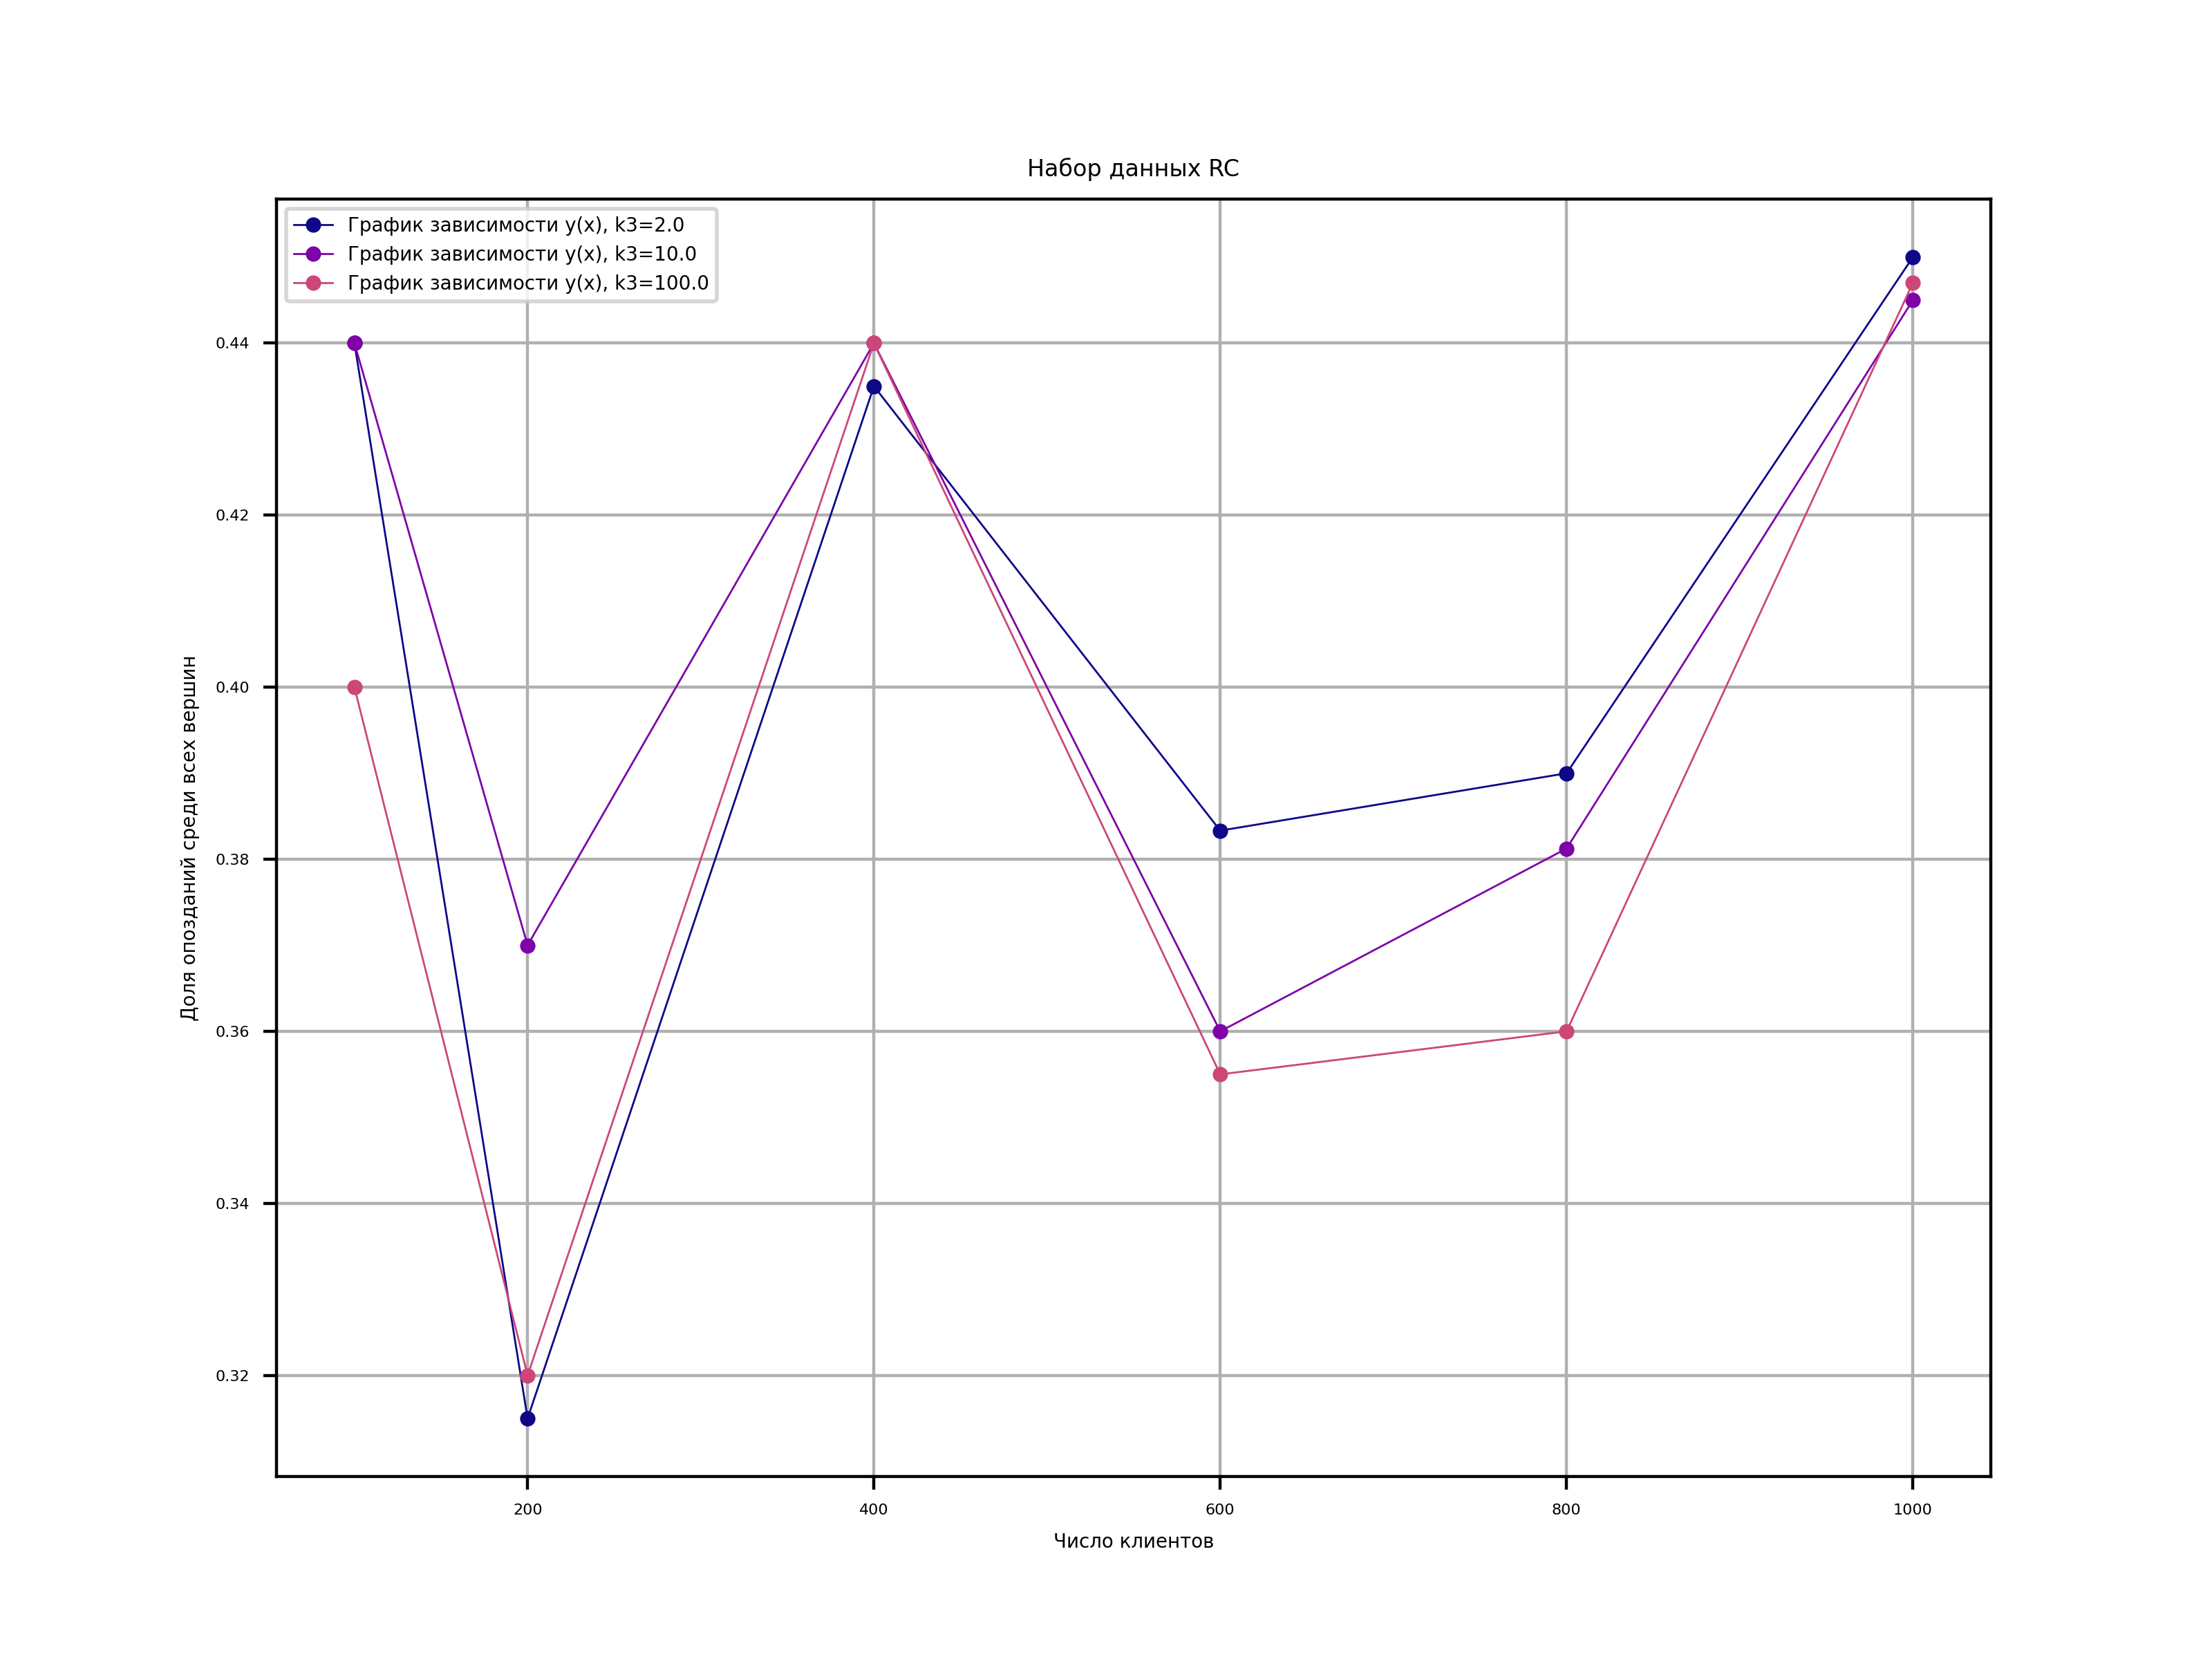 Набор данных RC
График зависимости y(x), k3=2.0
График зависимости y(x), k3=10.0
График зависимости y(x), k3=100.0
0.44
0.42
0.40
0.38
0.36
0.34
0.32
Доля опозданий среди всех вершин
200 400 600 800 1000
Число клиентов